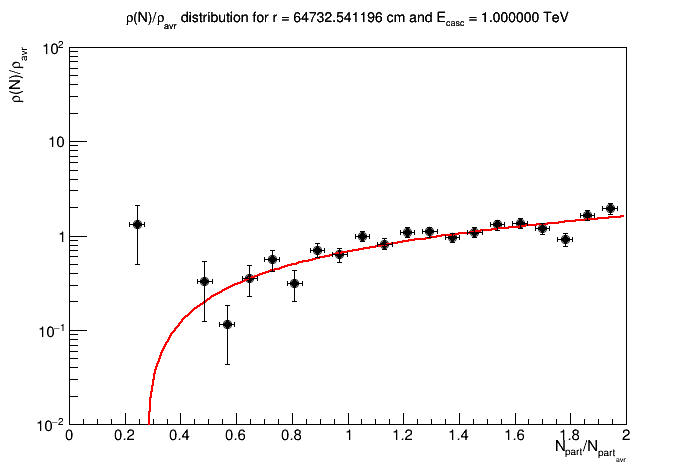 ρ(N)/ρavr distribution for r = 64732.541196 cm and Ecasc = 1.000000 TeV
ρ(N)/ρavr
10²
10
1
10⁻¹
10⁻²
0 0.2 0.4 0.6 0.8 1 1.2 1.4 1.6 1.8 2
Npart/Npartavr